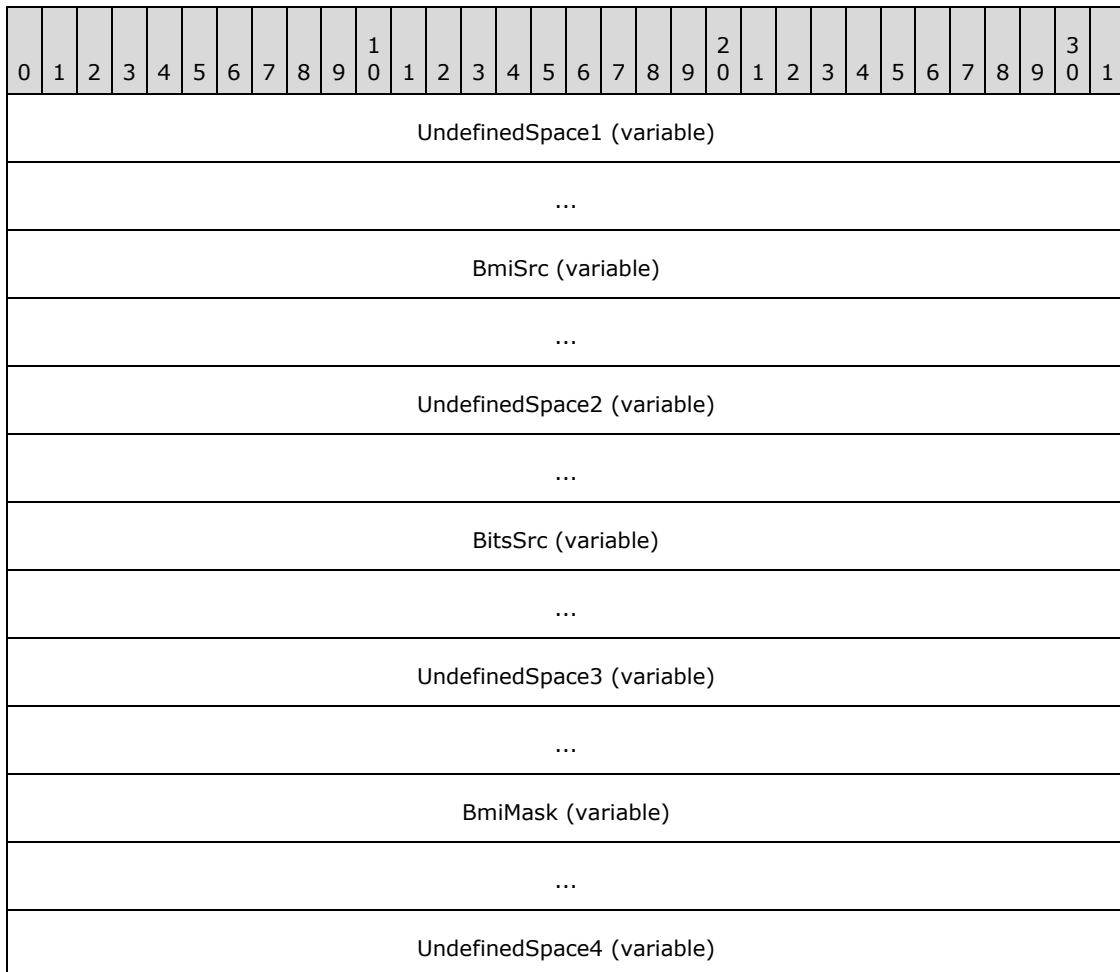 1 2 3
0 1 2 3 4 5 6 7 8 9 0 1 2 3 4 5 6 7 8 9 0 1 2 3 4 5 6 7 8 9 0 1
UndefinedSpace1 (variable)
...
BmiSrc (variable)
...
UndefinedSpace2 (variable)
...
BitsSrc (variable)
...
UndefinedSpace3 (variable)
...
BmiMask (variable)
...
UndefinedSpace4 (variable)